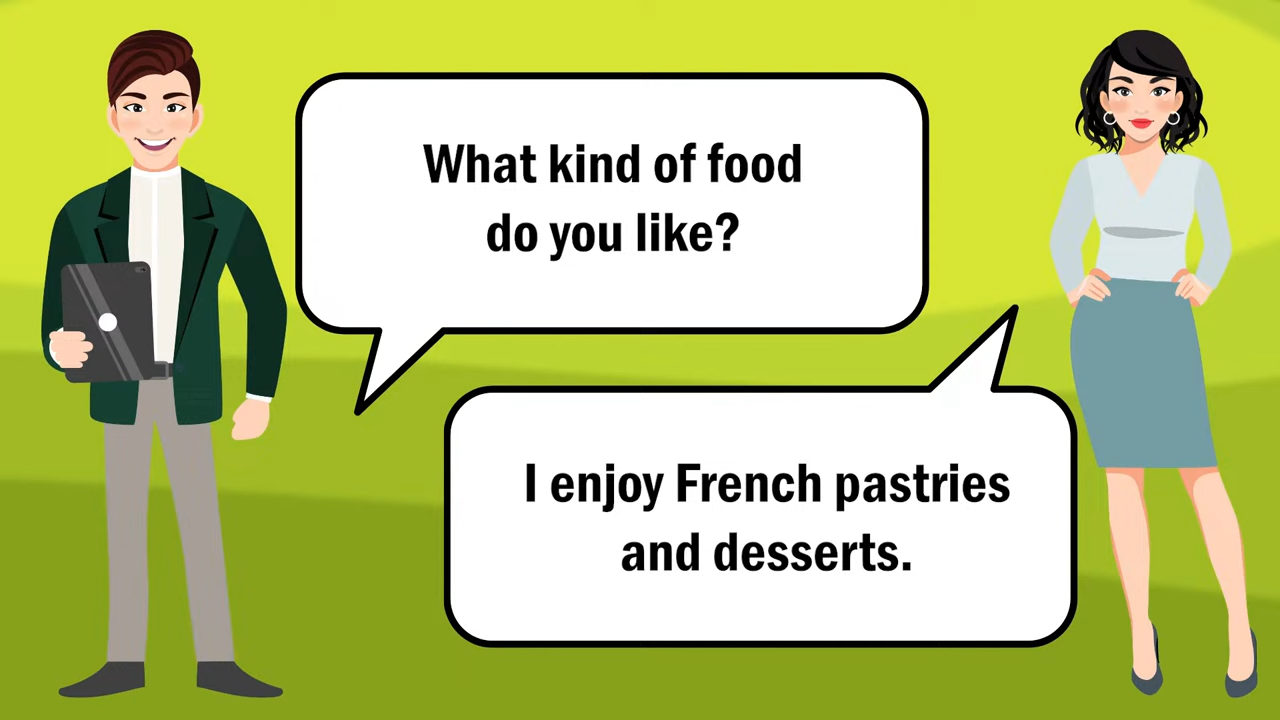 What kind of food
do you like?
I enjoy French pastries
and desserts.